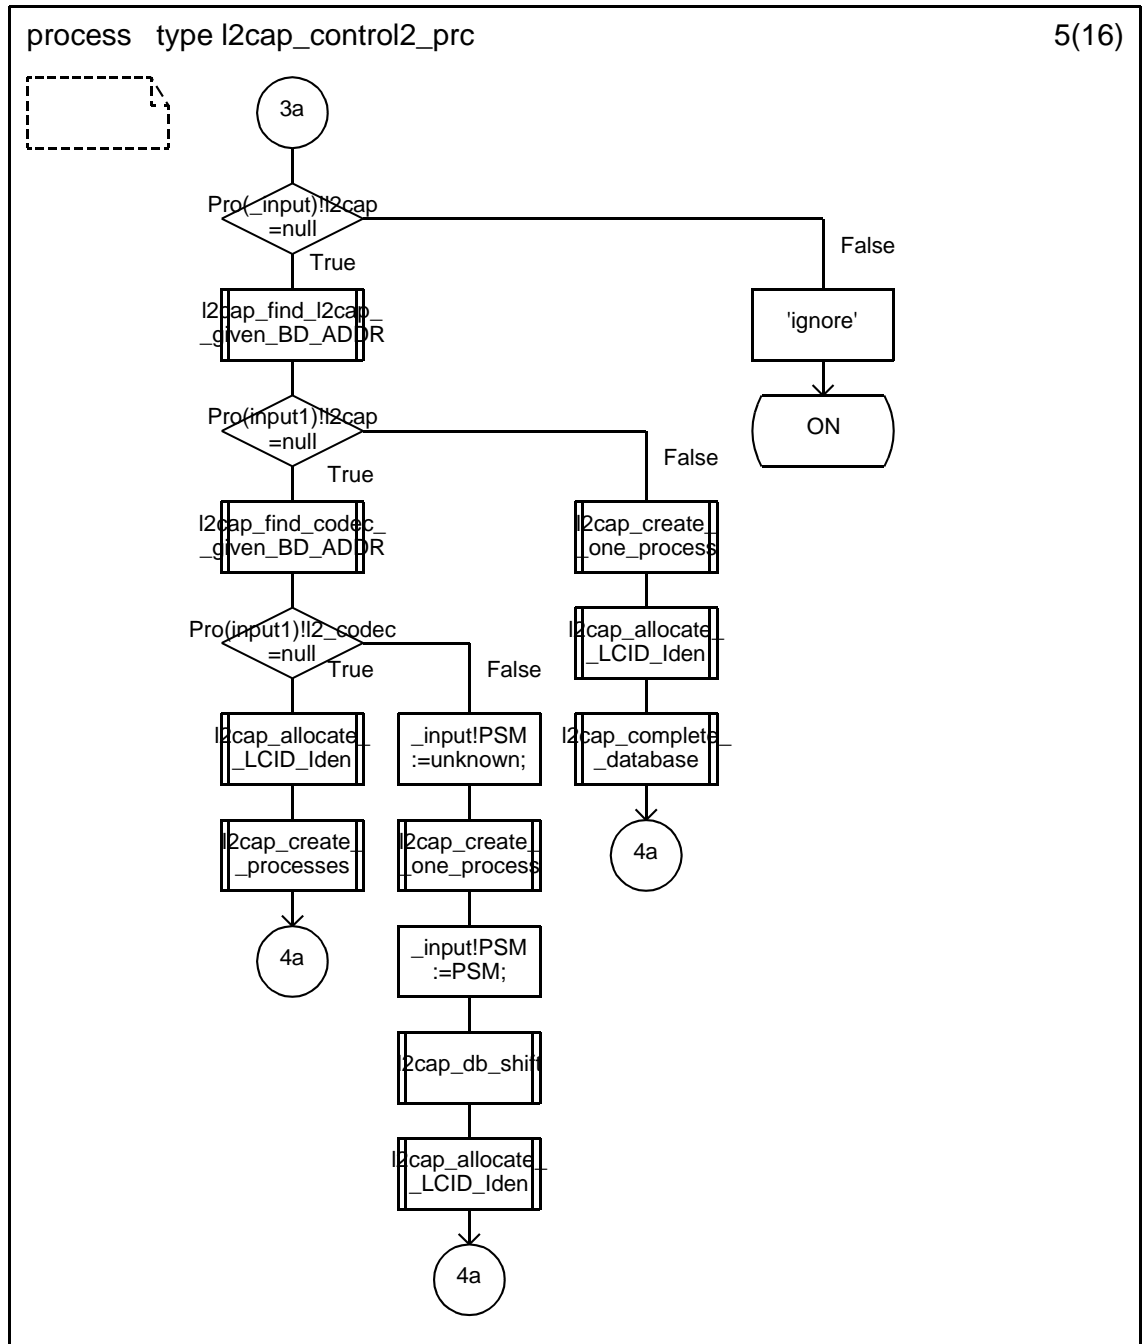 process type l2cap_control2_prc
5(16)
3a
Pro(_input)!l2cap
=null
False
True
l2cap_find_l2cap_
_given_BD_ADDR
'ignore'
Pro(input1)!l2cap
=null
ON
False
True
l2cap_find_codec_
_given_BD_ADDR
l2cap_create_
_one_process
Pro(input1)!l2_codec
=null
True
False
l2cap_allocate_
_LCID_Iden
l2cap_allocate_
_LCID_Iden
_input!PSM
:=unknown;
l2cap_complete_
_database
l2cap_create_
_processes
l2cap_create_
_one_process
4a
4a
_input!PSM
:=PSM;
l2cap_db_shift
l2cap_allocate_
_LCID_Iden
4a